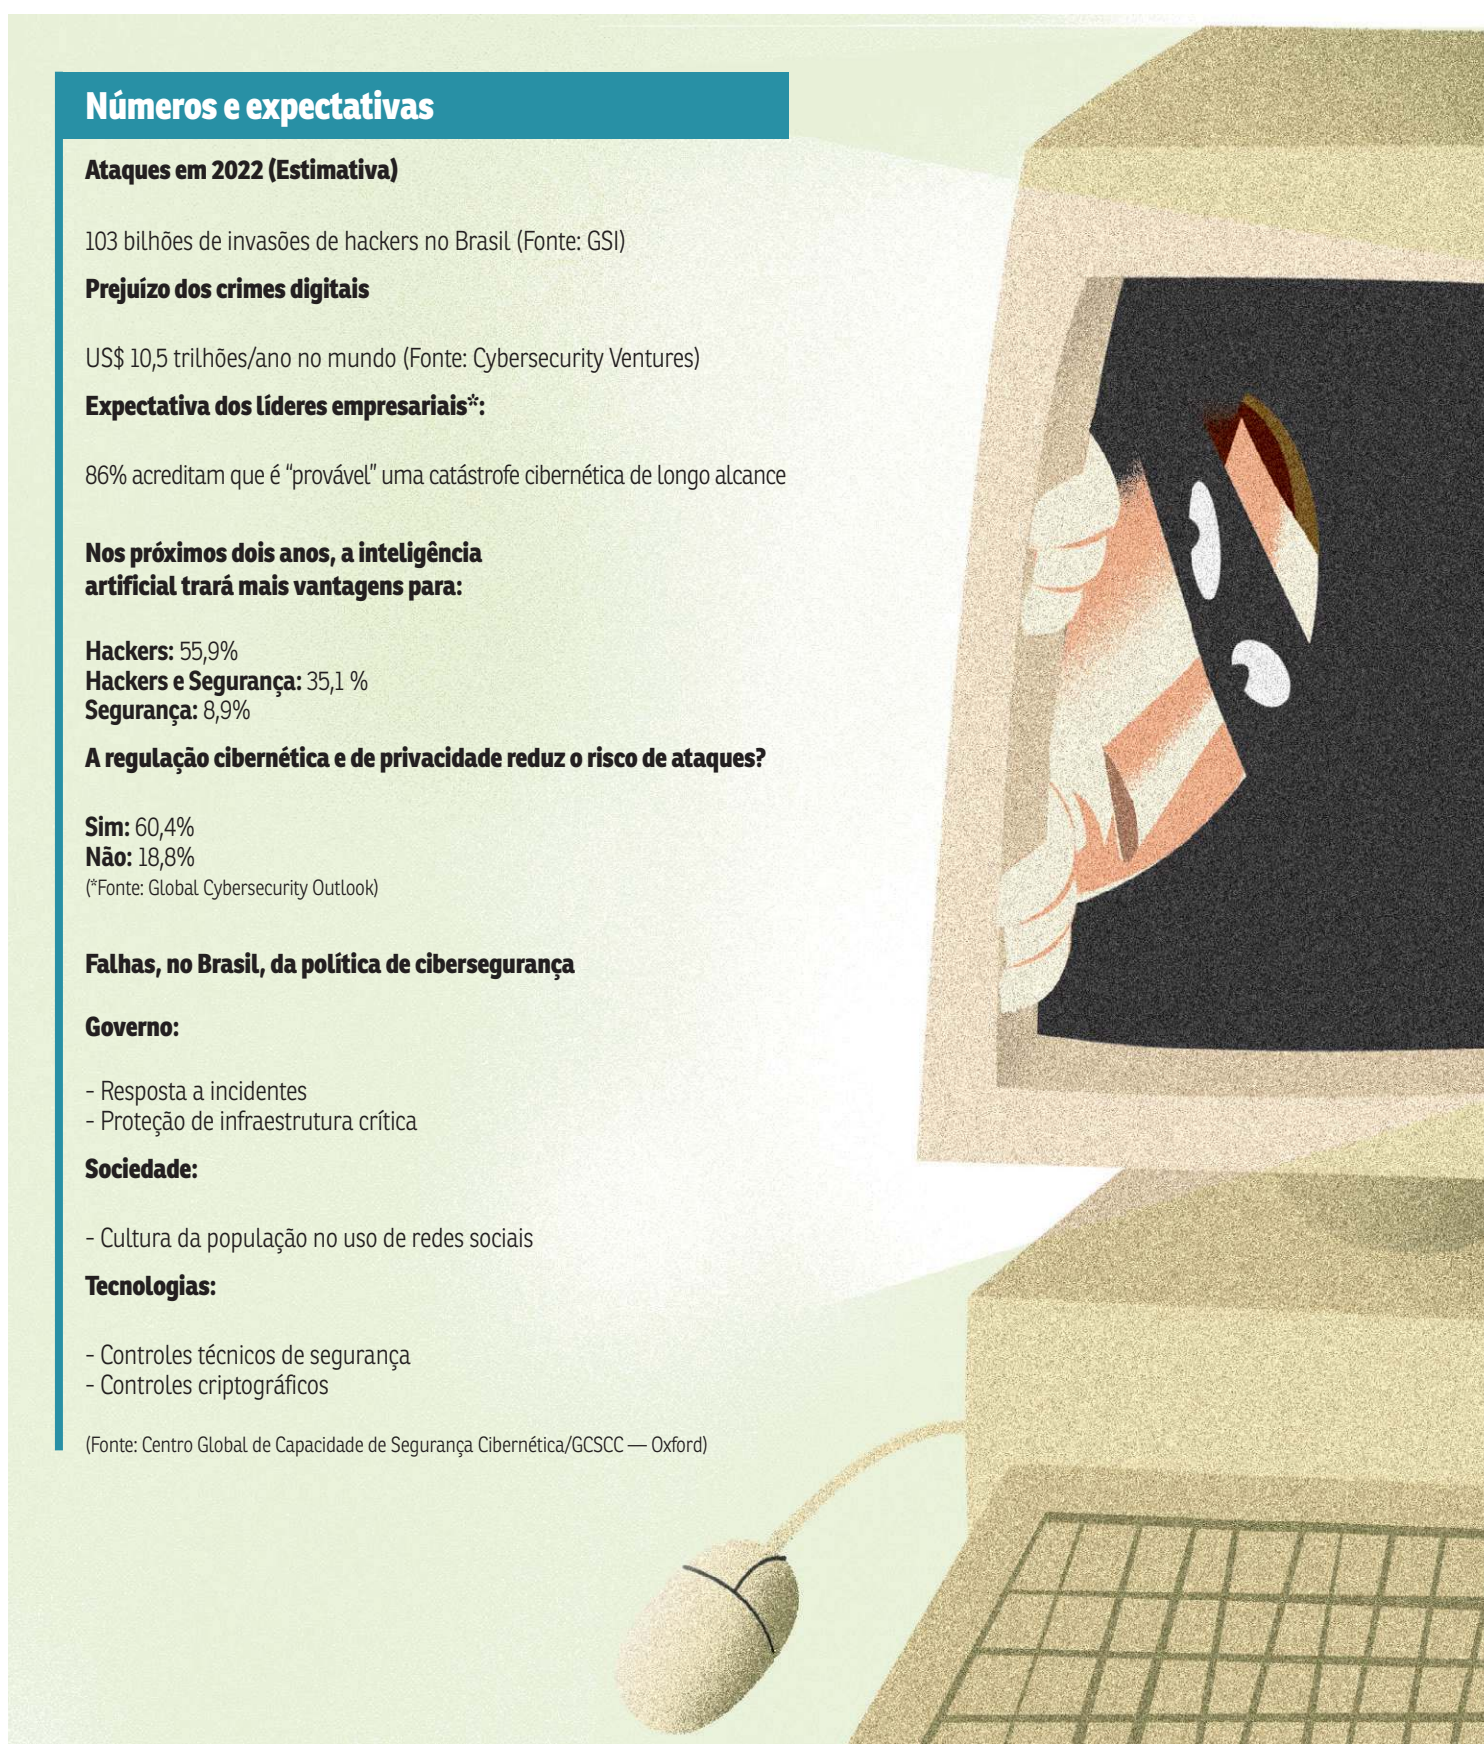 Números e expectativas
Ataques em 2022 (Estimativa)
103 bilhões de invasões de hackers no Brasil (Fonte: GSI)
Prejuízo dos crimes digitais
US$ 10,5 trilhões/ano no mundo (Fonte: Cybersecurity Ventures)
Expectativa dos líderes empresariais*:
86% acreditam que é “provável” uma catástrofe cibernética de longo alcance
Nos próximos dois anos, a inteligência
artificial trará mais vantagens para:
Hackers: 55,9%
Hackers e Segurança: 35,1 %
Segurança: 8,9%
A regulação cibernética e de privacidade reduz o risco de ataques?
Sim: 60,4%
Não: 18,8%
(*Fonte: Global Cybersecurity Outlook)
Falhas, no Brasil, da política de cibersegurança
Governo:
- Resposta a incidentes
- Proteção de infraestrutura crítica
Sociedade:
- Cultura da população no uso de redes sociais
Tecnologias:
- Controles técnicos de segurança
- Controles criptográficos
(Fonte: Centro Global de Capacidade de Segurança Cibernética/GCSCC — Oxford)